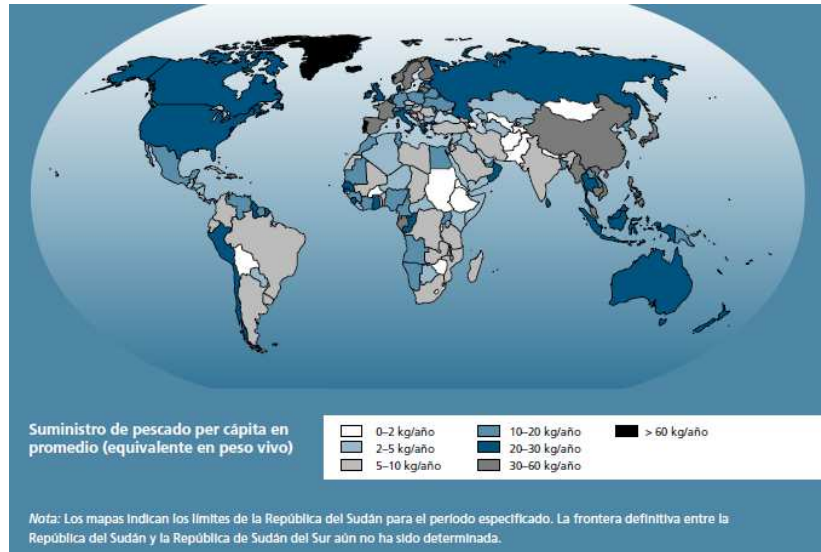 Suministro de pescado per cápita en
promedio (equivalente en peso vivo)
0–2 kg/año
2–5 kg/año
5–10 kg/año
10–20 kg/año
20–30 kg/año
30–60 kg/año
> 60 kg/año
Nota: Los mapas indican los límites de la República del Sudán para el período especificado. La frontera definitiva entre la
República del Sudán y la República de Sudán del Sur aún no ha sido determinada.